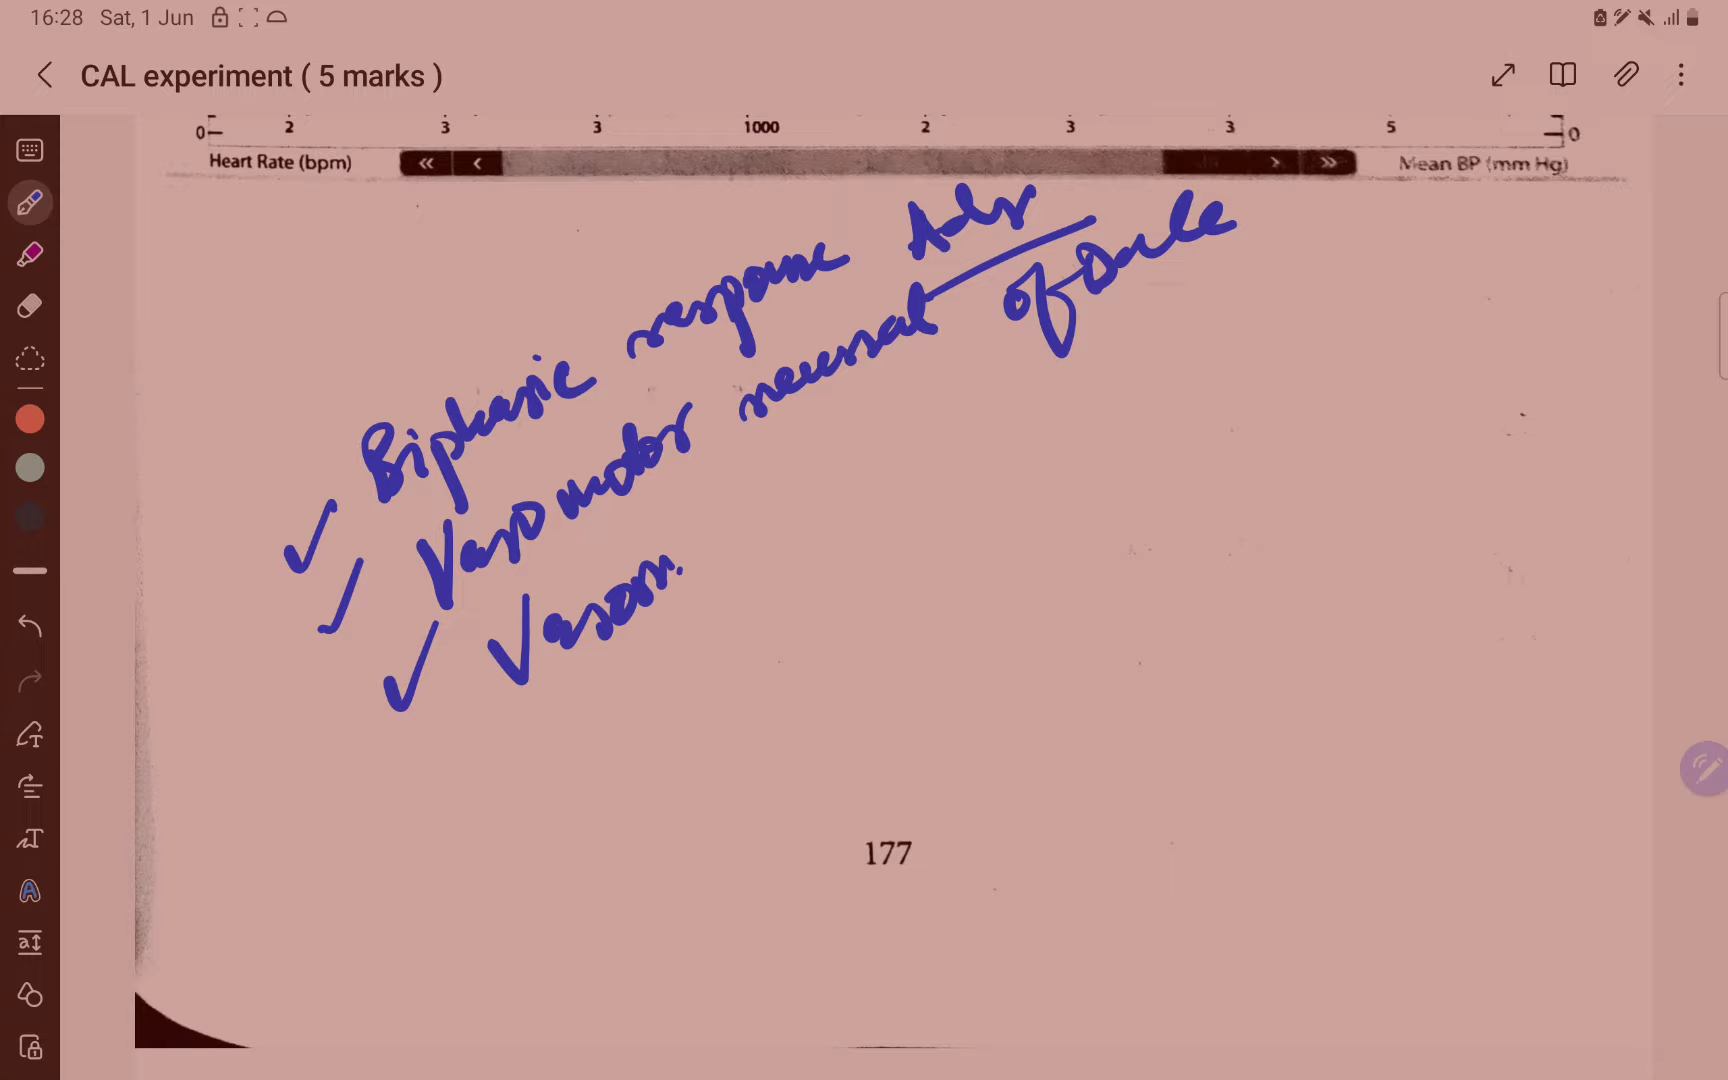 16:28 Sat, 1 Jun
CAL experiment ( 5 marks )
0 2 3 3 1000 2 3 3 5 0
Heart Rate (bpm) « ‹ › » Mean BP (mm Hg)
Biphasic response Adr
Vasomotor reversal of Dale
Vasom.
177